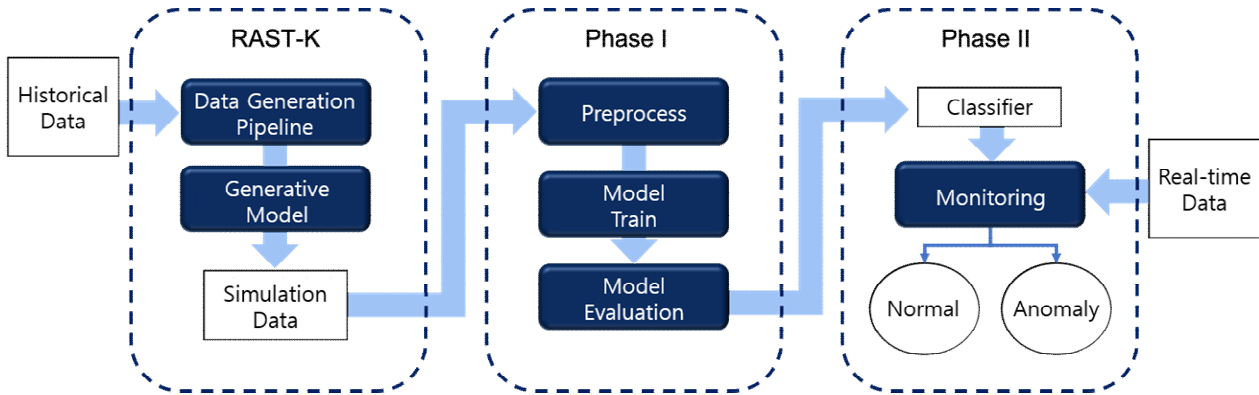 RAST-K
Phase I
Phase II
Historical
Data
Data Generation
Pipeline
Generative
Model
Simulation
Data
Preprocess
Model
Train
Model
Evaluation
Classifier
Monitoring
Real-time
Data
Normal
Anomaly